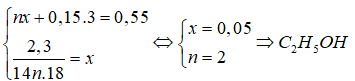 { nx + 0,15.3 = 0,55
2,3 / 14n.18 = x
⇔ { x = 0,05
n = 2
⇒ C₂H₅OH